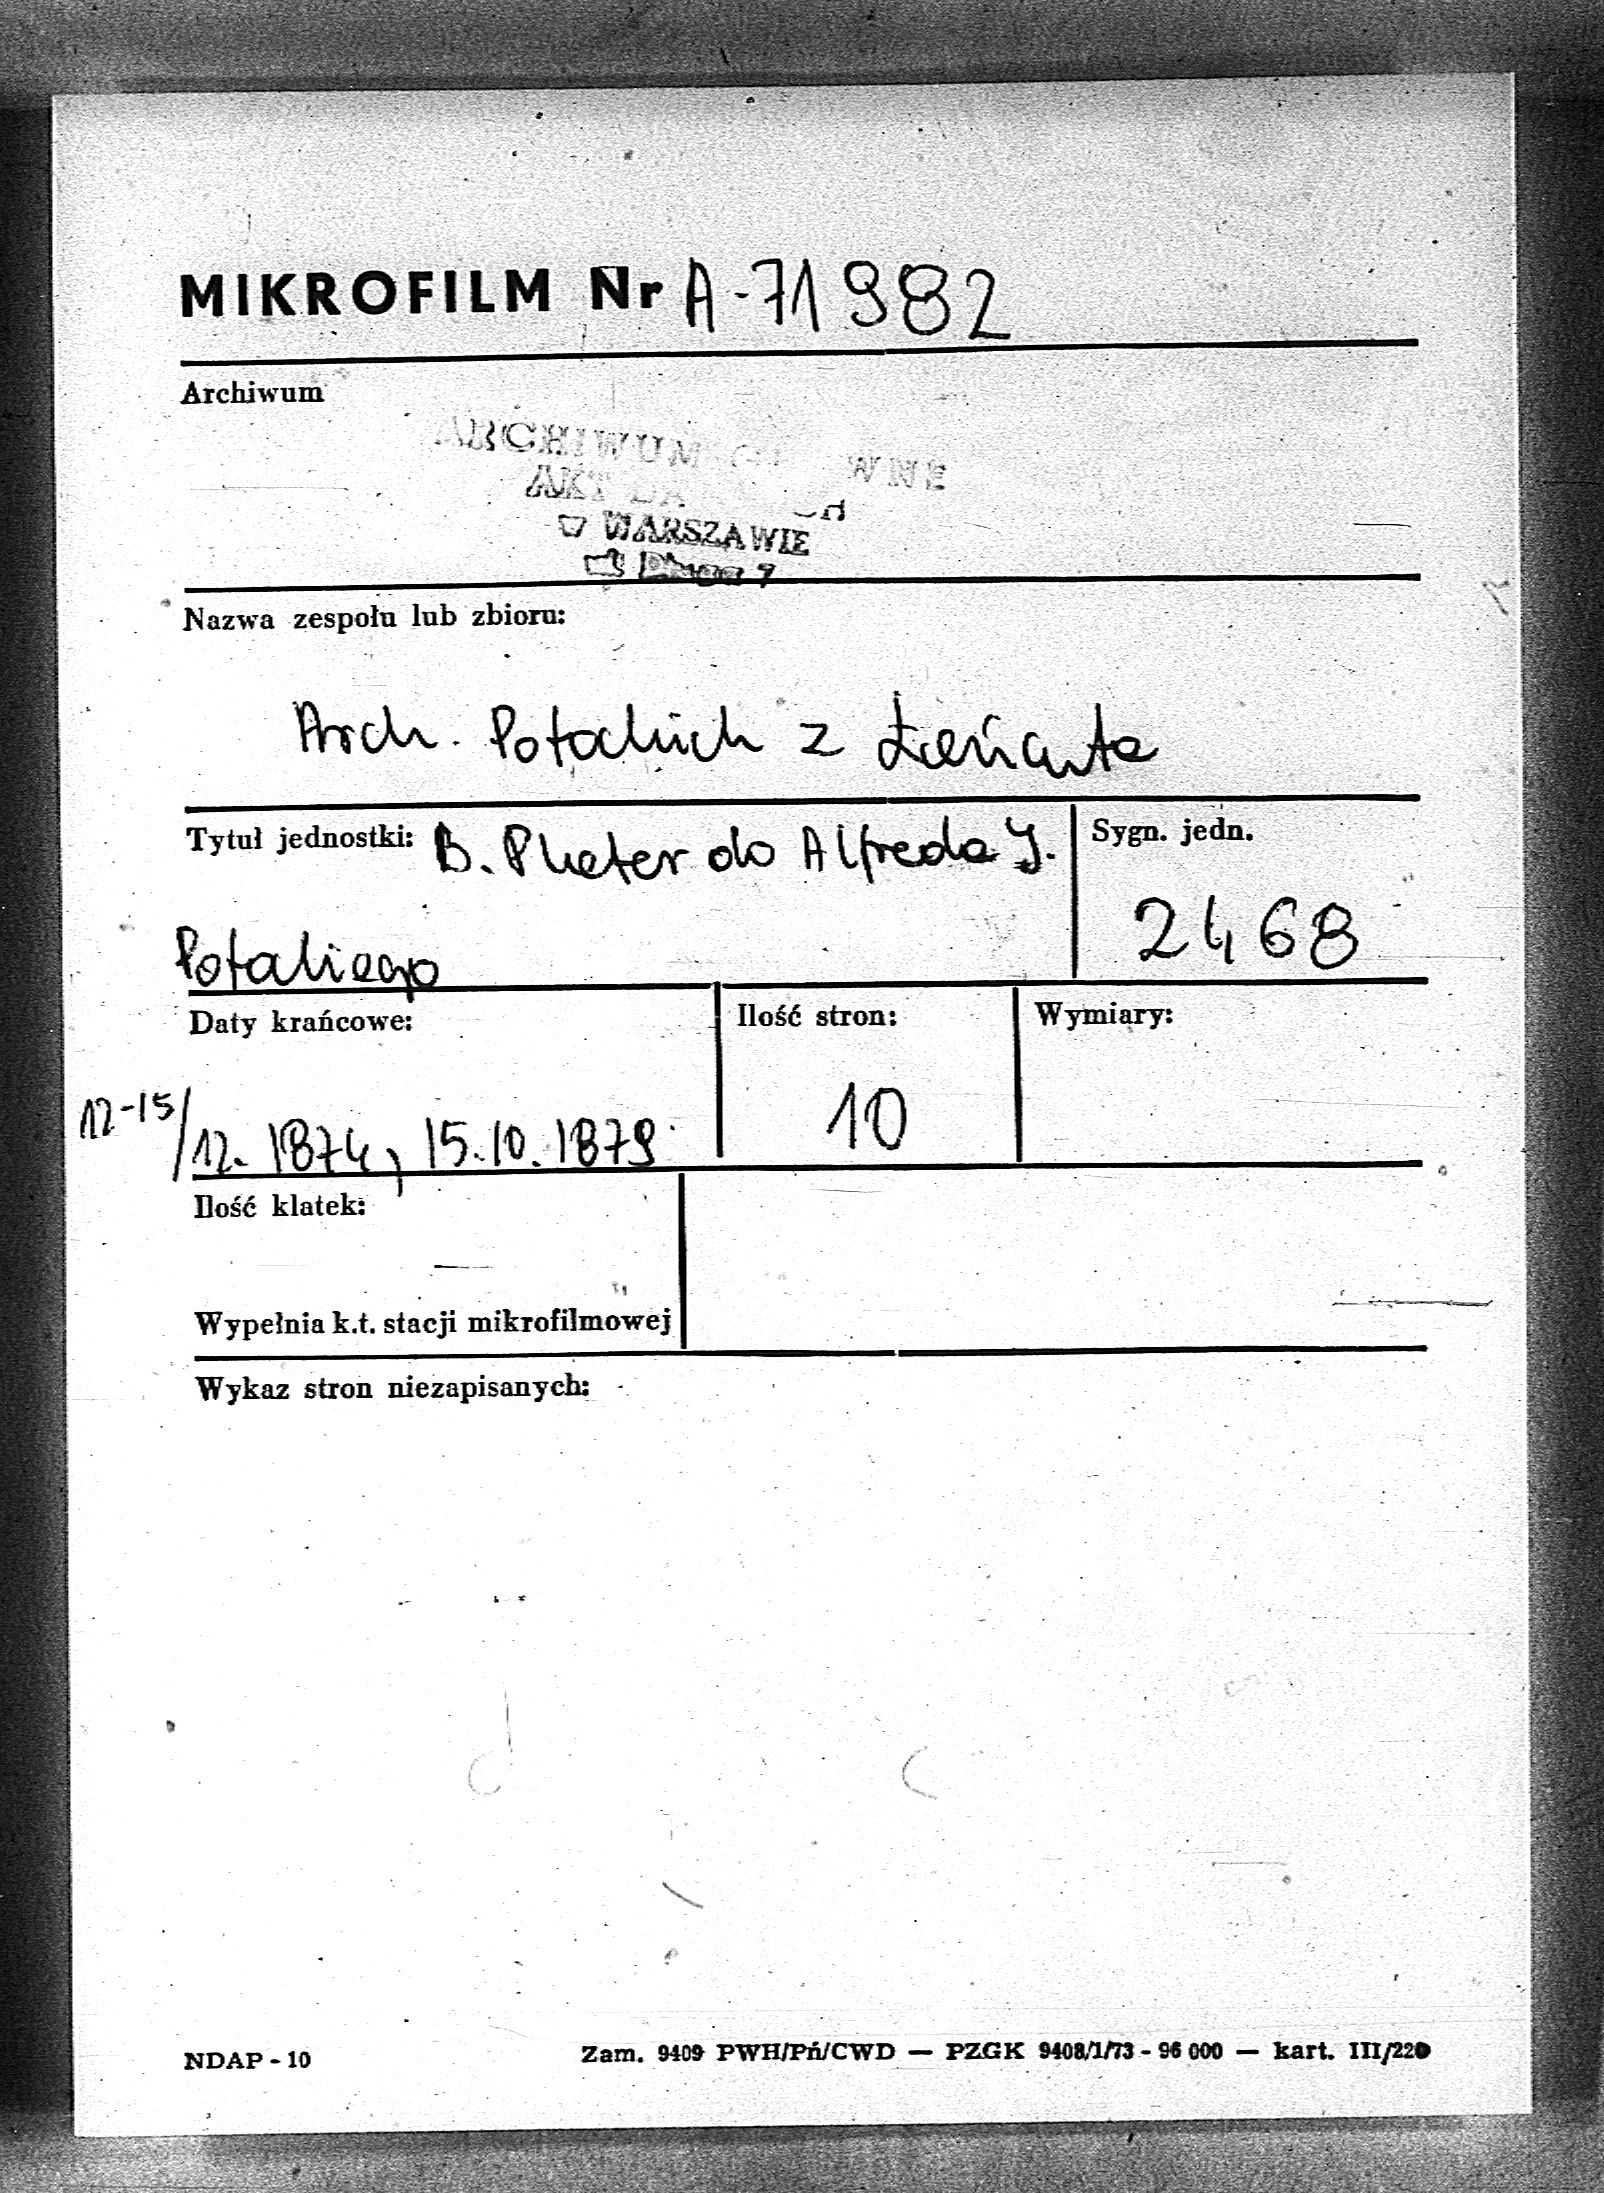 MIKROFILM Nr A-71982
Archiwum
ARCHIWUM WNE
AKT
W WARSZAWIE
7
Nazwa zespołu lub zbioru:
Arch. Potockich z Łańcuta
Tytuł jednostki: B. Plater do Alfreda J.
Potockiego
Sygn. jedn.
2468
Daty krańcowe:
12-15/12. 1874, 15.10.1879
Ilość stron:
10
Wymiary:
Ilość klatek:
Wypełnia k.t. stacji mikrofilmowej
Wykaz stron niezapisanych:
NDAP - 10
Zam. 9409 PWH/Pń/CWD — PZGK 9408/1/73 - 96 000 — kart. III/220